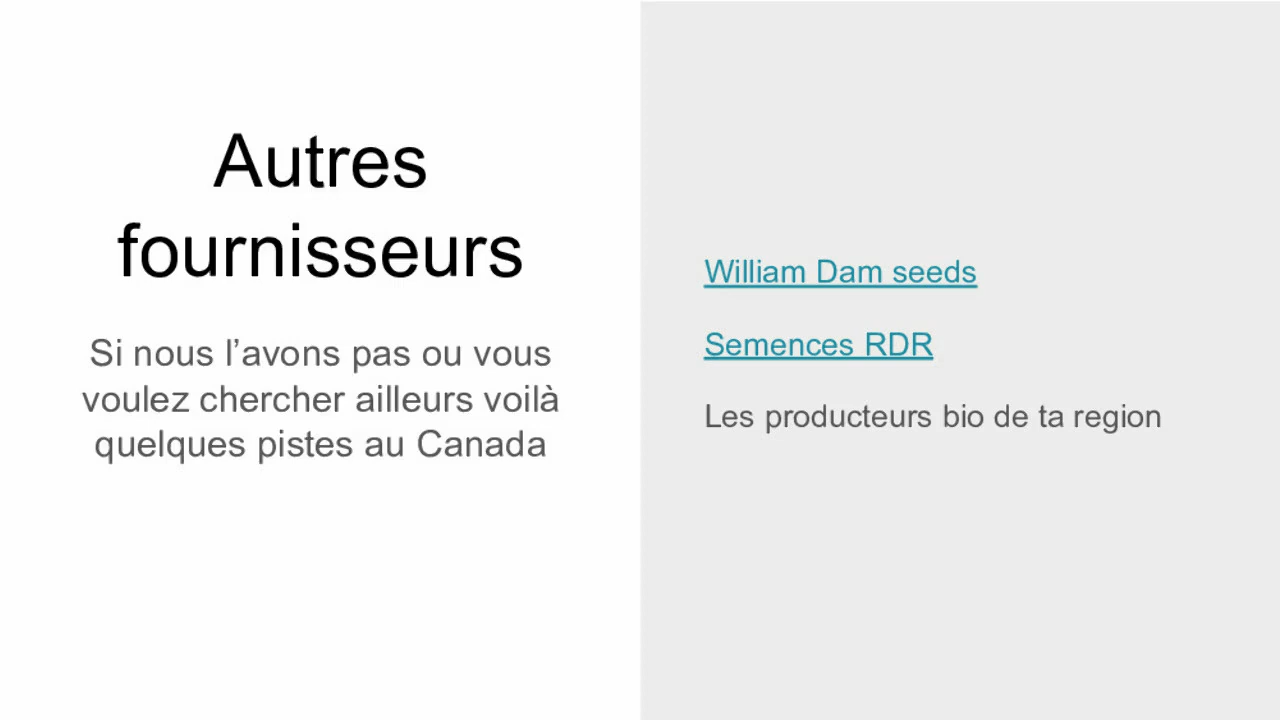 Autres
fournisseurs
Si nous l’avons pas ou vous
voulez chercher ailleurs voilà
quelques pistes au Canada
William Dam seeds
Semences RDR
Les producteurs bio de ta region